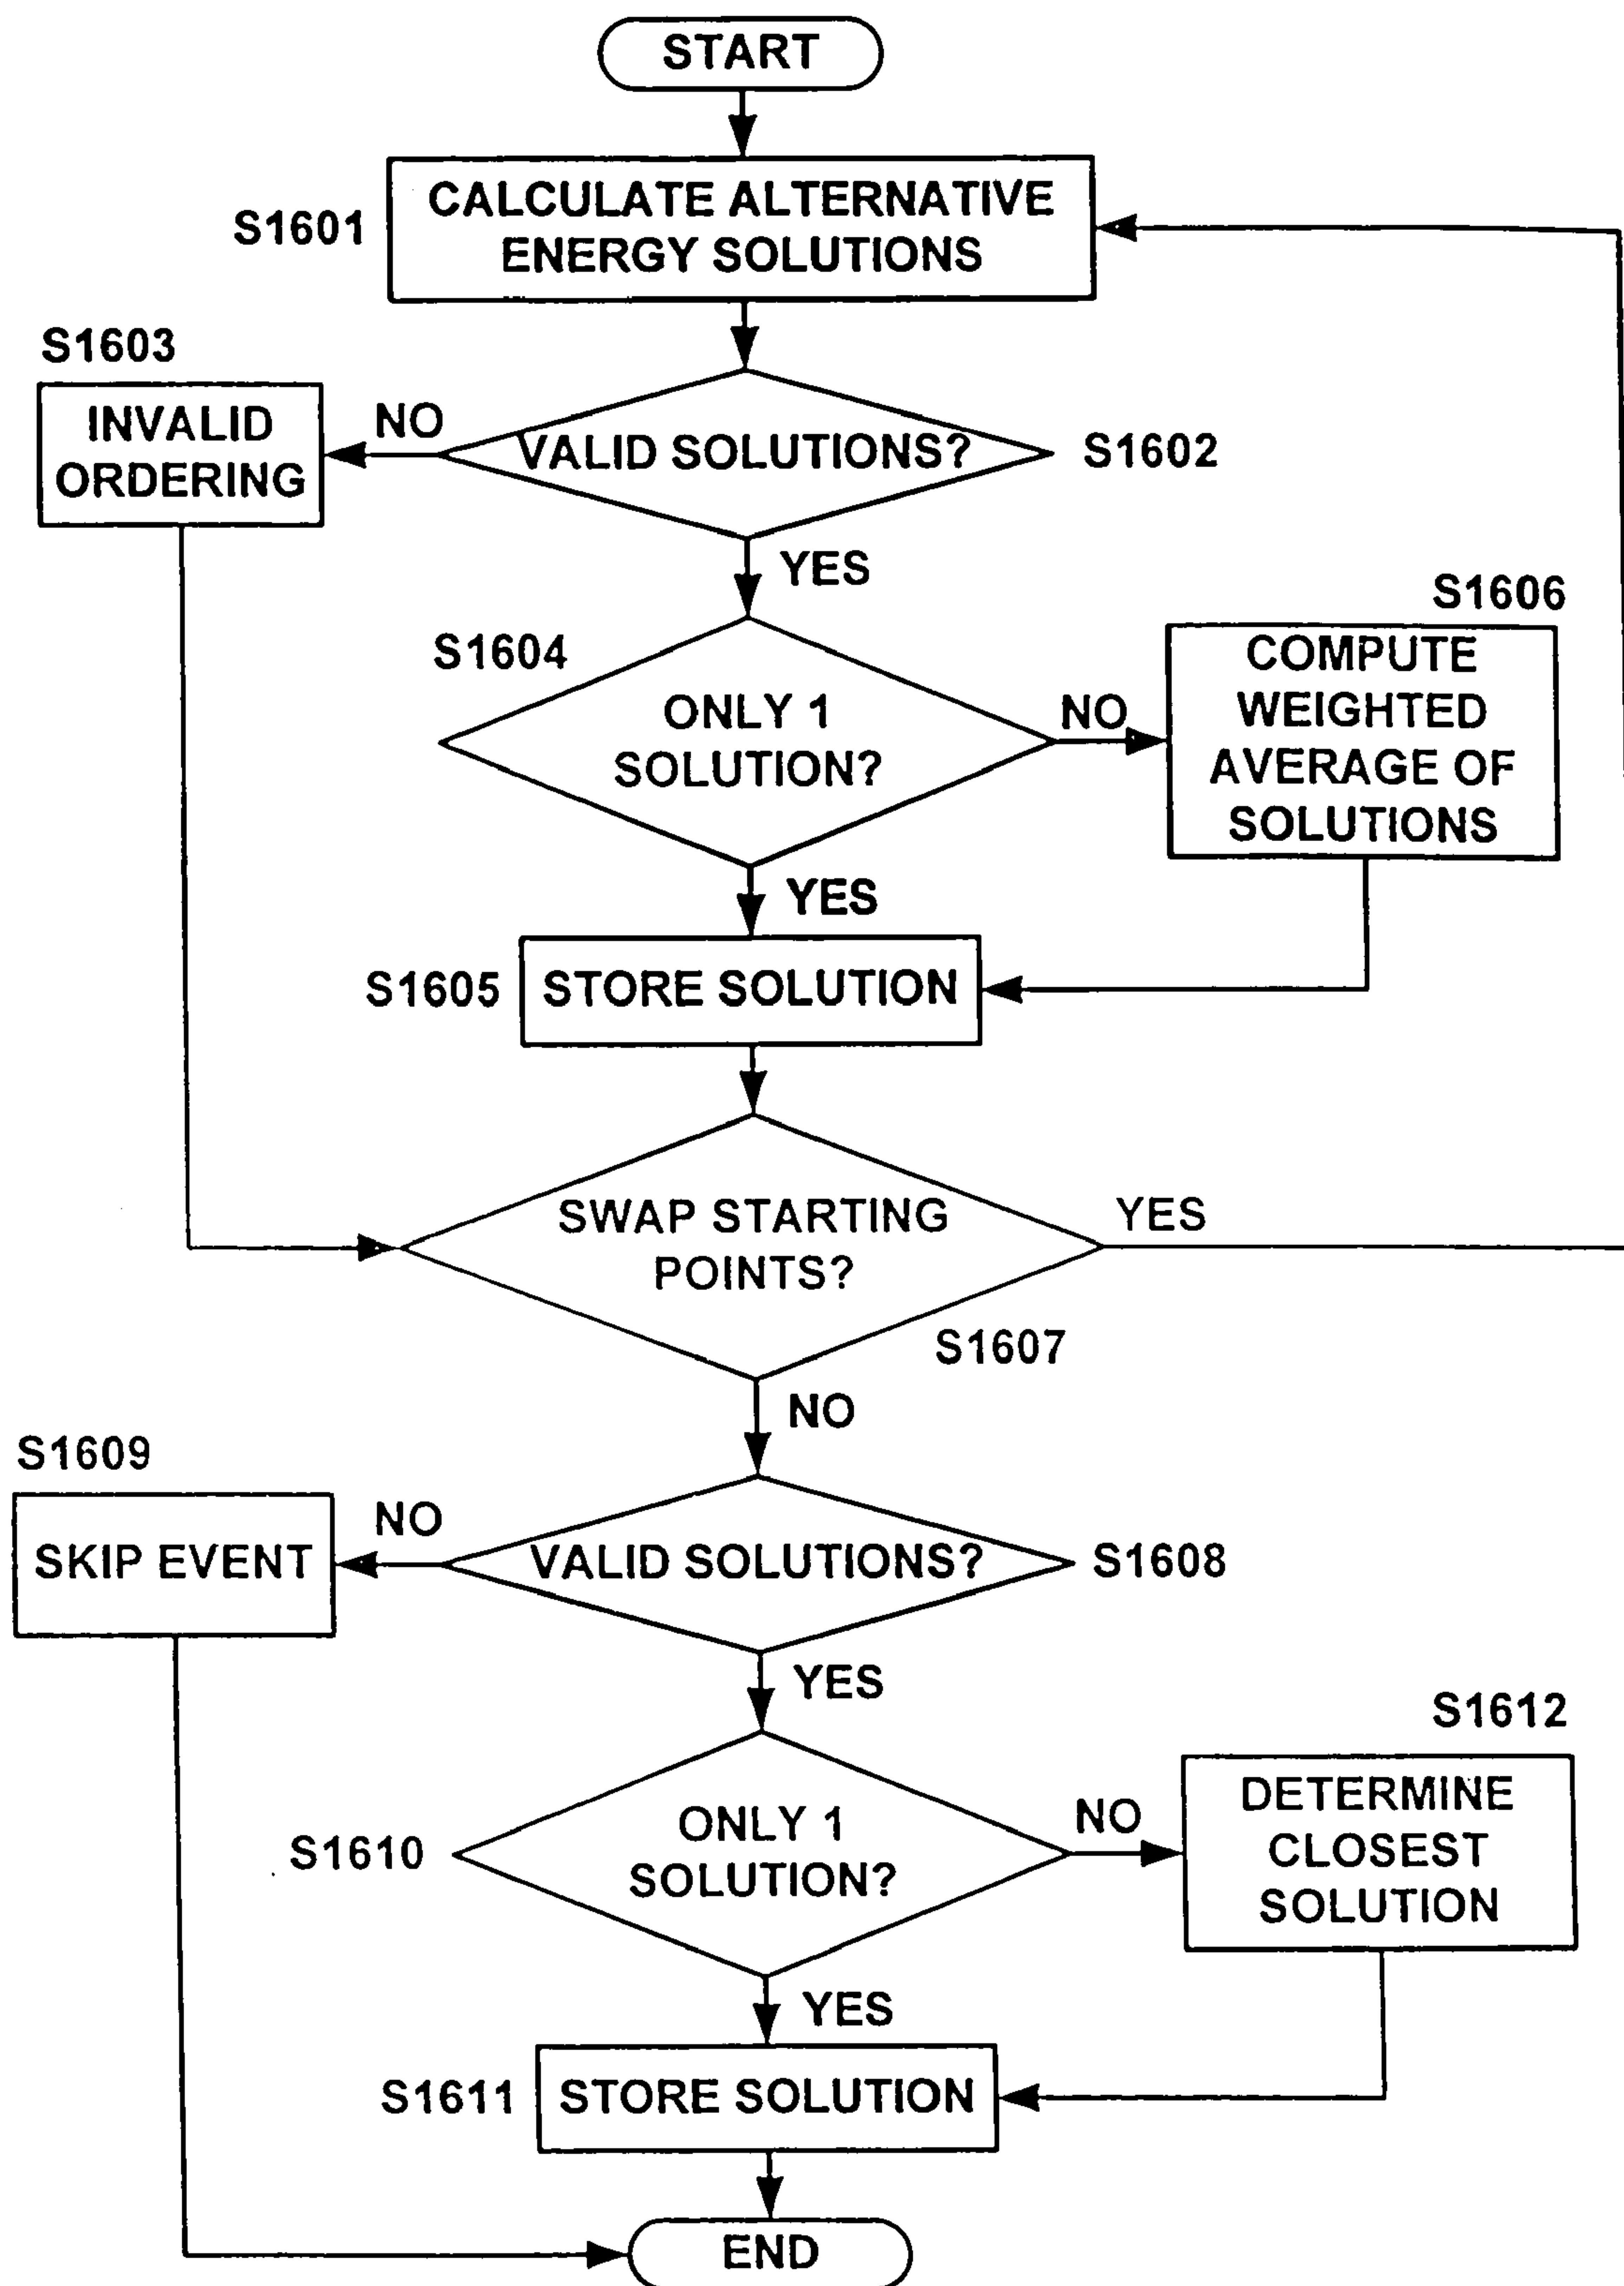 START
CALCULATE ALTERNATIVE
ENERGY SOLUTIONS
S1601
S1603
INVALID
ORDERING
NO
VALID SOLUTIONS?
S1602
YES
S1604
ONLY 1
SOLUTION?
NO
S1606
COMPUTE
WEIGHTED
AVERAGE OF
SOLUTIONS
YES
S1605
STORE SOLUTION
SWAP STARTING
POINTS?
YES
S1607
NO
S1609
SKIP EVENT
NO
VALID SOLUTIONS?
S1608
YES
S1610
ONLY 1
SOLUTION?
NO
S1612
DETERMINE
CLOSEST
SOLUTION
YES
S1611
STORE SOLUTION
END